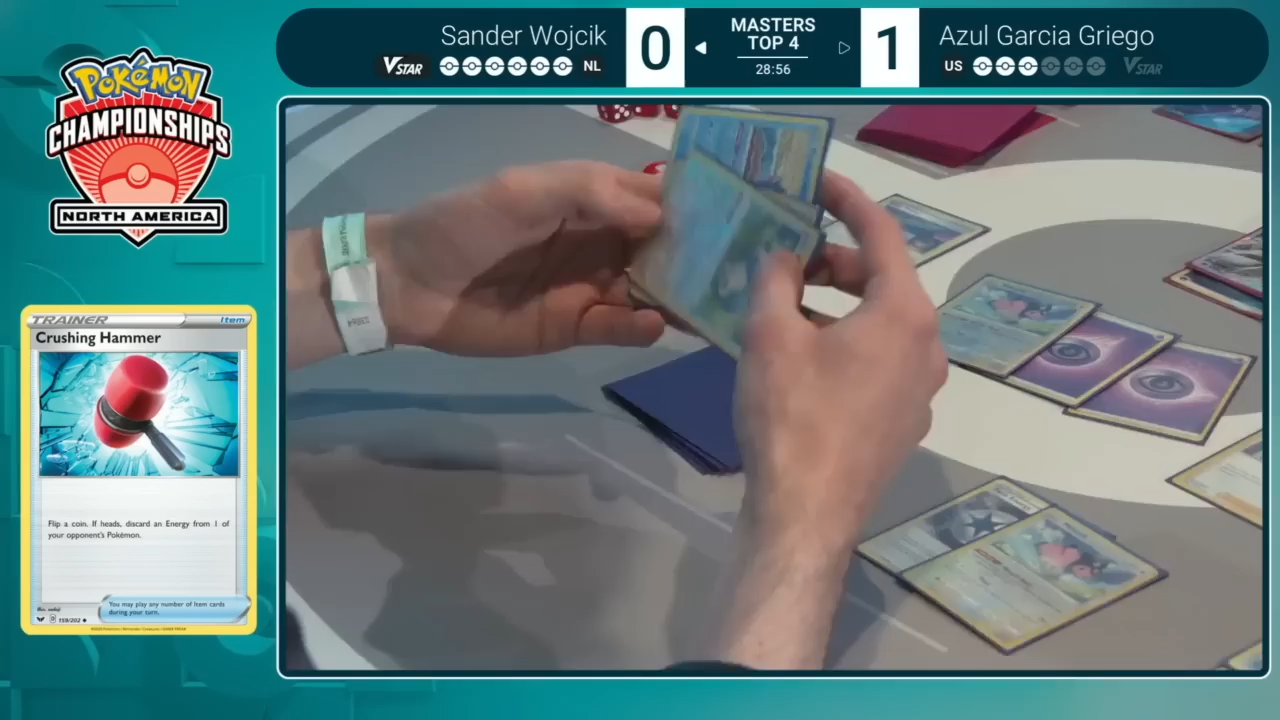 Pokémon
CHAMPIONSHIPS
NORTH AMERICA
Sander Wojcik
VSTAR
NL
0
MASTERS
TOP 4
28:56
1
Azul Garcia Griego
US
VSTAR
TRAINER
Item
Crushing Hammer
Flip a coin. If heads, discard an Energy from 1 of
your opponent's Pokémon.
You may play any number of Item cards
during your turn.
159/202